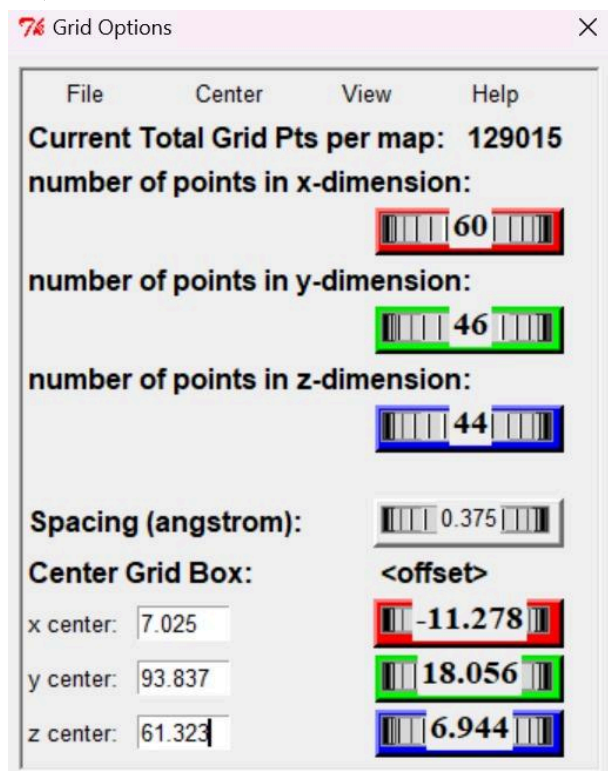 Grid Options
File Center View Help
Current Total Grid Pts per map: 129015
number of points in x-dimension:
60
number of points in y-dimension:
46
number of points in z-dimension:
44
Spacing (angstrom): 0.375
Center Grid Box: <offset>
x center: 7.025 -11.278
y center: 93.837 18.056
z center: 61.323 6.944